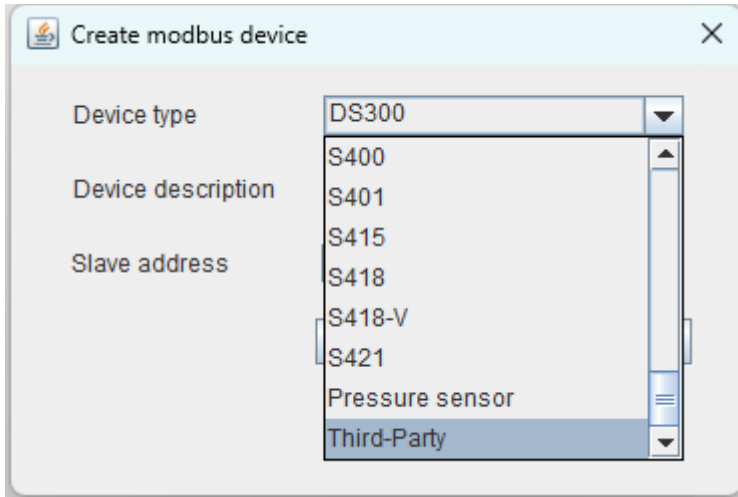 Create modbus device
Device type
DS300
S400
S401
Device description
S415
Slave address
S418
S418-V
S421
Pressure sensor
Third-Party